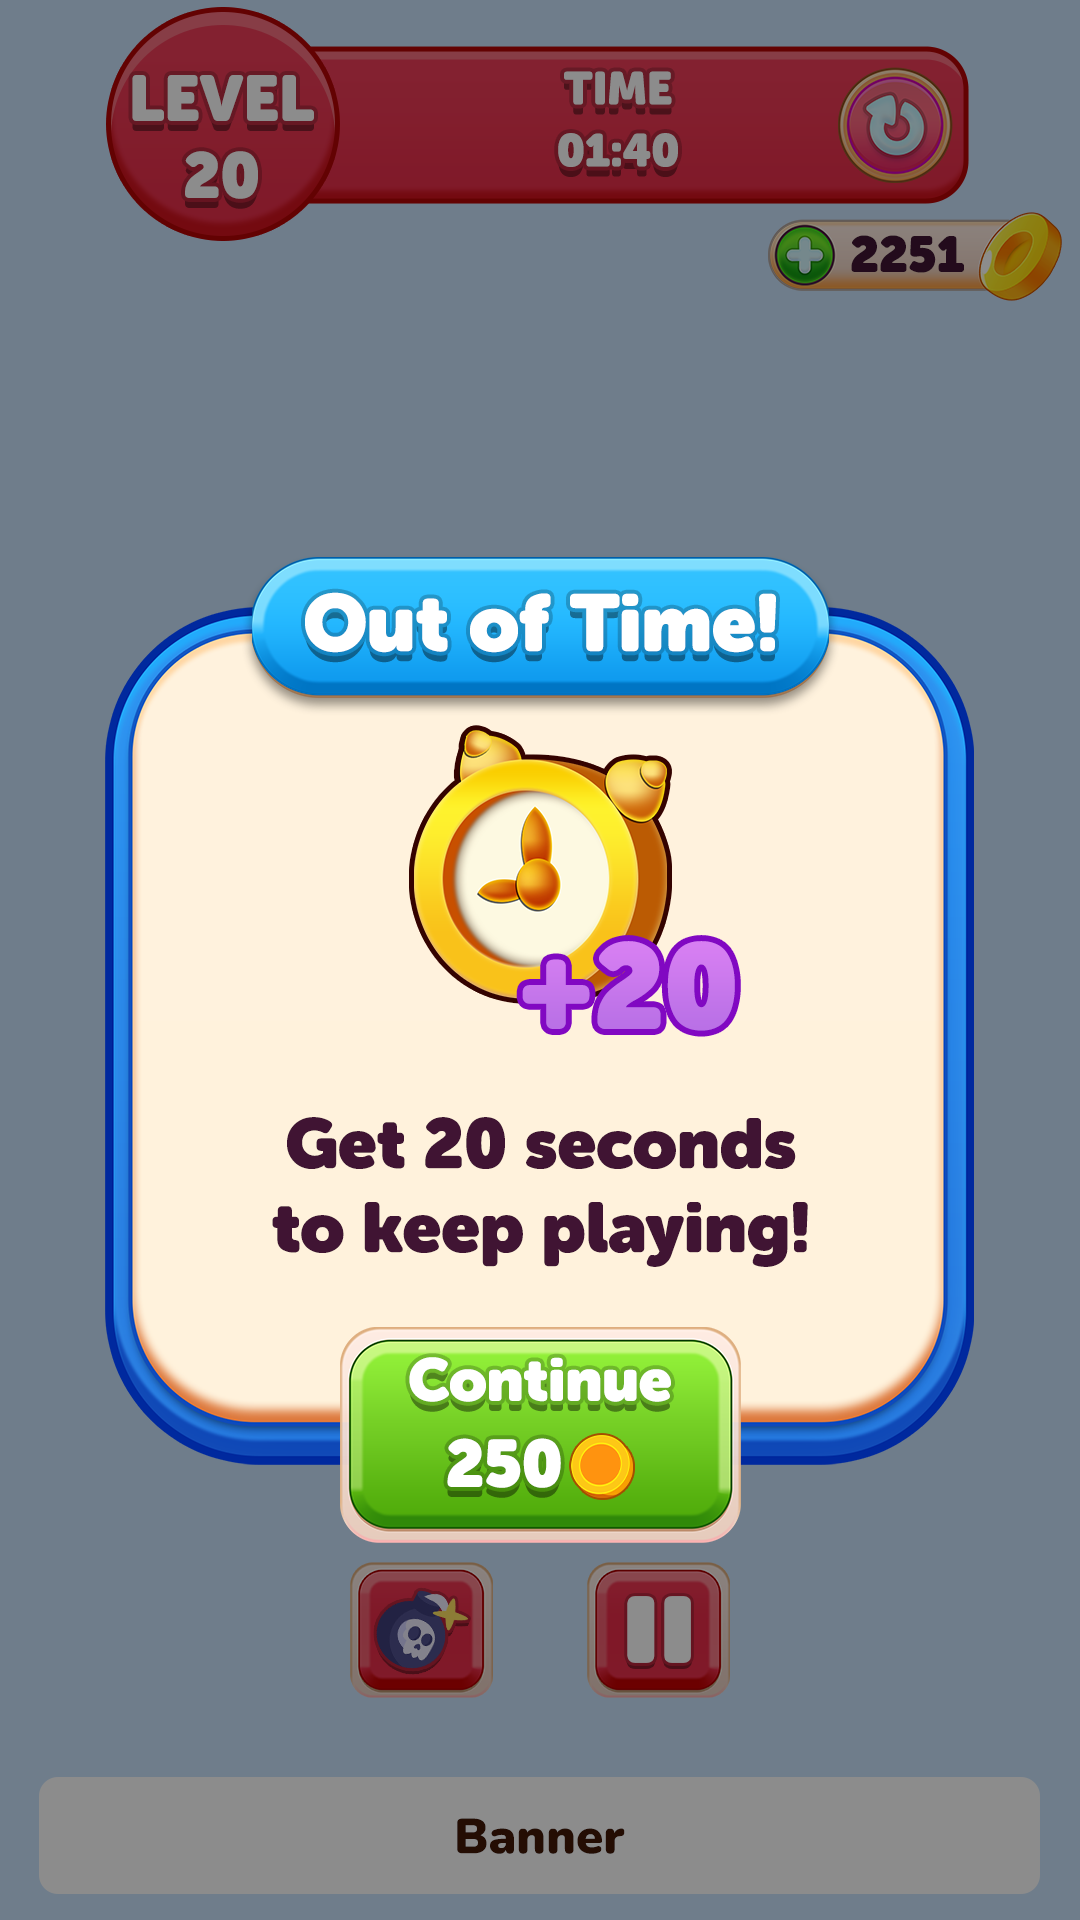 LEVEL
20
TIME
01:40
2251
Out of Time!
+20
Get 20 seconds
to keep playing!
Continue
250
Banner